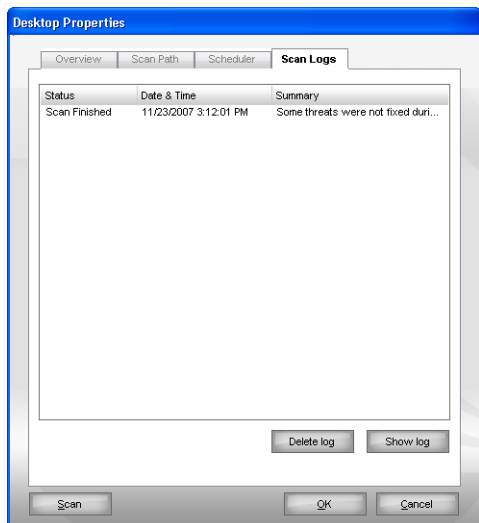 Desktop Properties
Overview Scan Path Scheduler Scan Logs
Status Date & Time Summary
Scan Finished 11/23/2007 3:12:01 PM Some threats were not fixed duri...
Delete log Show log
Scan OK Cancel